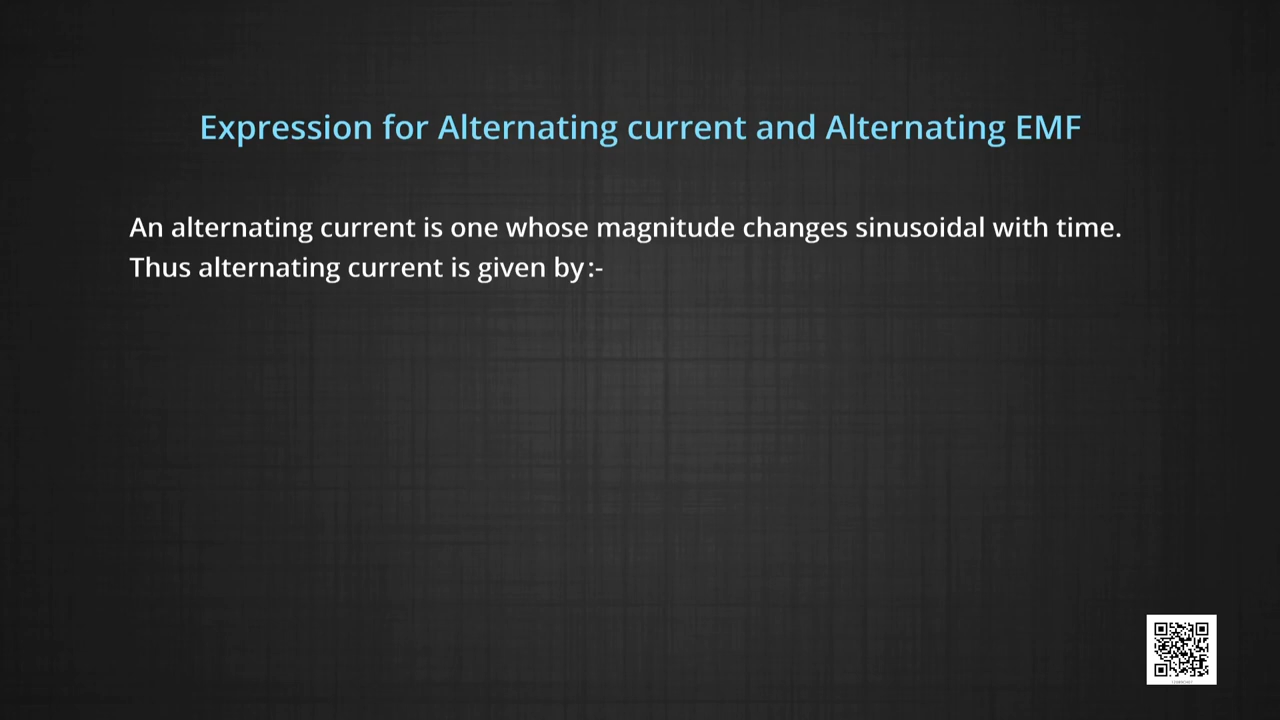 Expression for Alternating current and Alternating EMF
An alternating current is one whose magnitude changes sinusoidal with time.
Thus alternating current is given by :-